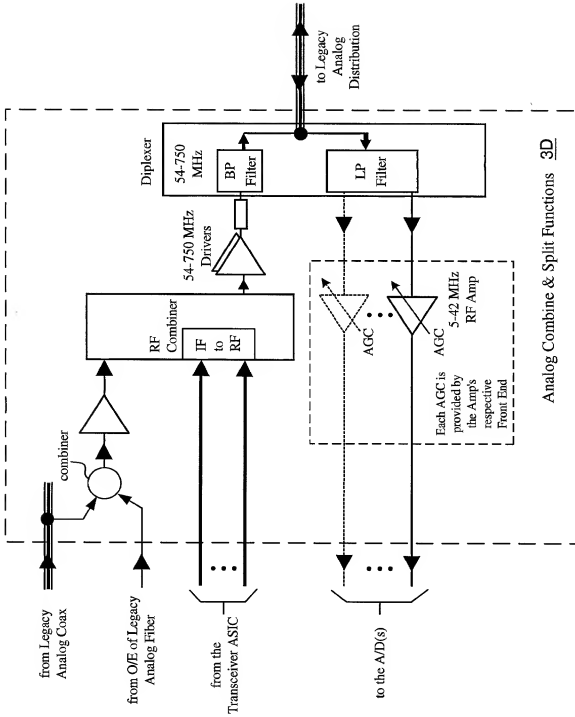 from Legacy
Analog Coax
from O/E of Legacy
Analog Fiber
from the
Transceiver ASIC
to the A/D(s)
combiner
RF
Combiner
IF
to
RF
54-750 MHz
Drivers
Diplexer
54-750
MHz
BP
Filter
LP
Filter
to Legacy
Analog
Distribution
AGC
AGC
5-42 MHz
RF Amp
Each AGC is
provided by
the Amp's
respective
Front End
Analog Combine & Split Functions 3D